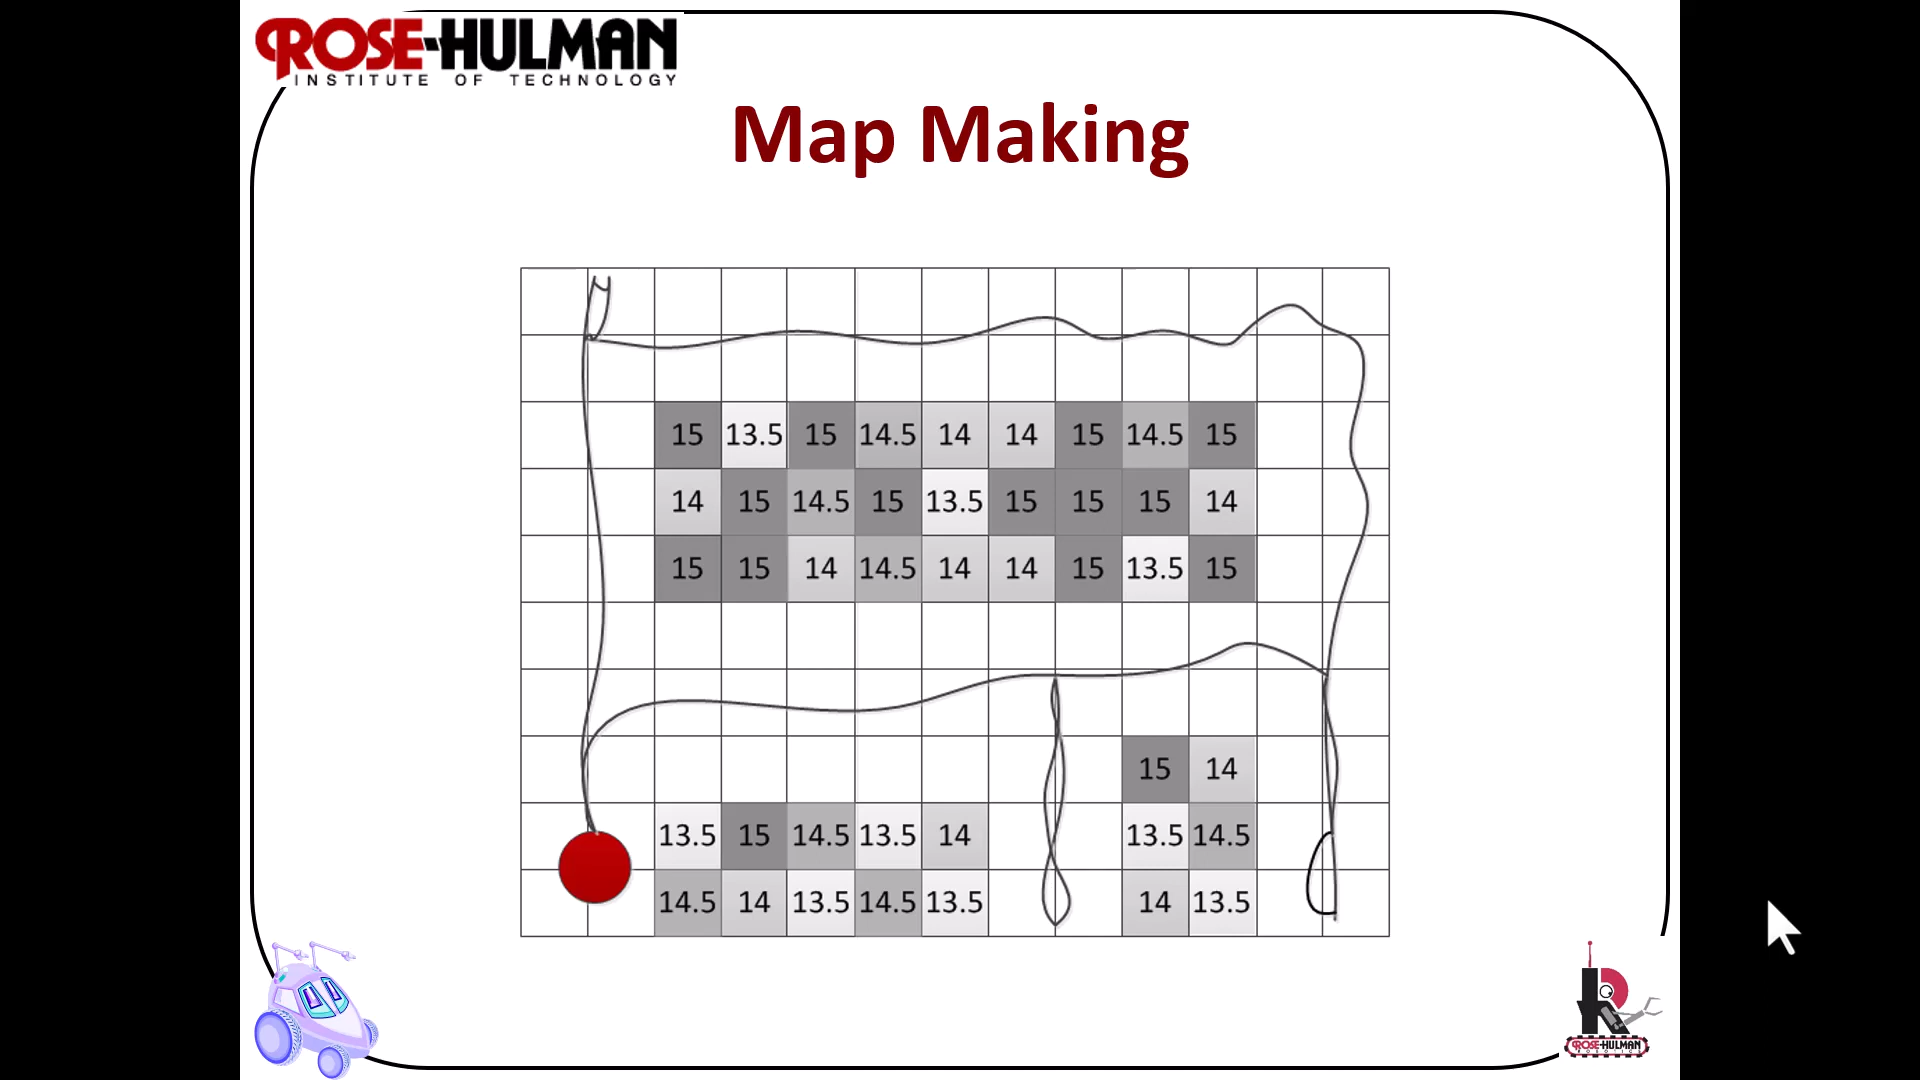 ROSE-HULMAN
INSTITUTE OF TECHNOLOGY
Map Making
15 13.5 15 14.5 14 14 15 14.5 15
14 15 14.5 15 13.5 15 15 15 14
15 15 14 14.5 14 14 15 13.5 15
15 14
13.5 15 14.5 13.5 14 13.5 14.5
14.5 14 13.5 14.5 13.5 14 13.5
ROSE-HULMAN